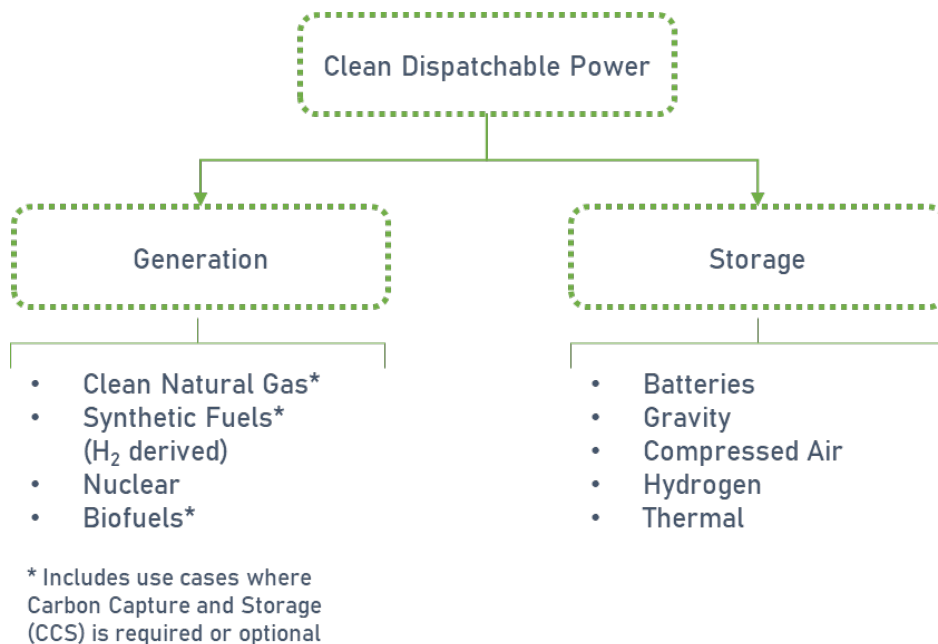 Clean Dispatchable Power
Generation
• Clean Natural Gas*
• Synthetic Fuels*
(H₂ derived)
• Nuclear
• Biofuels*
* Includes use cases where
Carbon Capture and Storage
(CCS) is required or optional
Storage
• Batteries
• Gravity
• Compressed Air
• Hydrogen
• Thermal